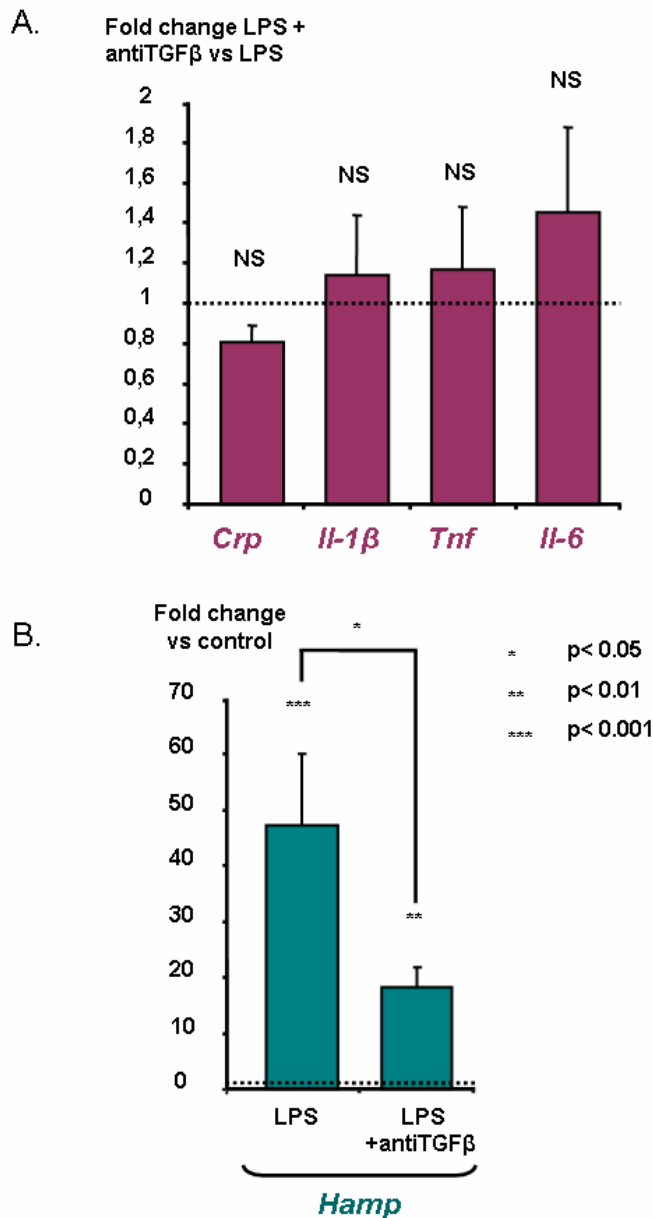 A.
Fold change LPS +
antiTGFβ vs LPS
2
1,8
1,6
1,4
1,2
1
0,8
0,6
0,4
0,2
0
NS
NS
NS
NS
Crp Il-1β Tnf Il-6
B.
Fold change
vs control
*
* p< 0.05
** p< 0.01
*** p< 0.001
70
60
50
40
30
20
10
0
***
**
LPS LPS
+antiTGFβ
Hamp